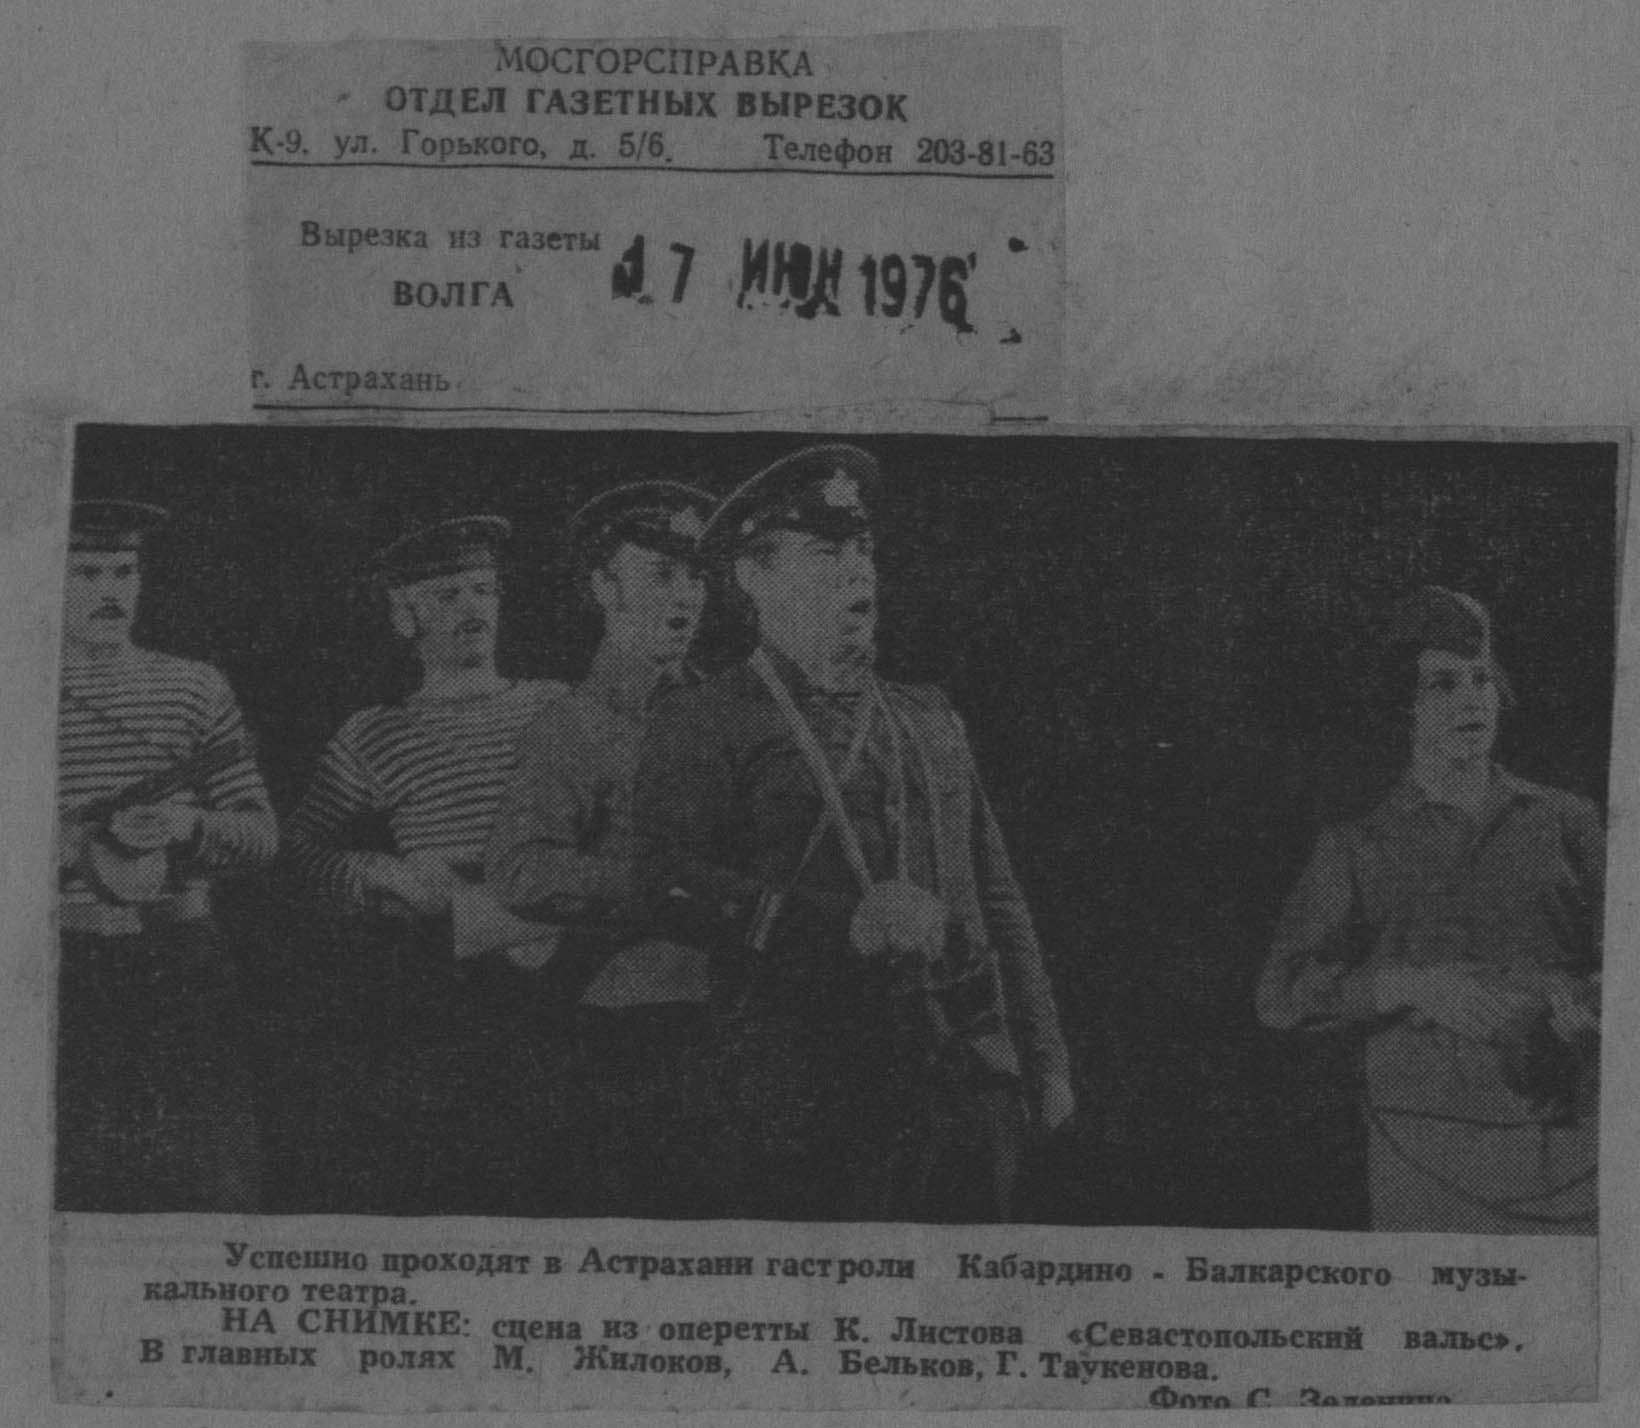 МОСГОРСПРАВКА
ОТДЕЛ ГАЗЕТНЫХ ВЫРЕЗОК
К-9. ул. Горького, д. 5/6. Телефон 203-81-63
Вырезка из газеты
ВОЛГА
17 1976
г. Астрахань
Успешно проходят в Астрахани гастроли Кабардино - Балкарского музы-
кального театра.
НА СНИМКЕ: сцена из оперетты К. Листова «Севастопольский вальс».
В главных ролях М. Жилоков, А. Бельков, Г. Таукенова.
Фото С.